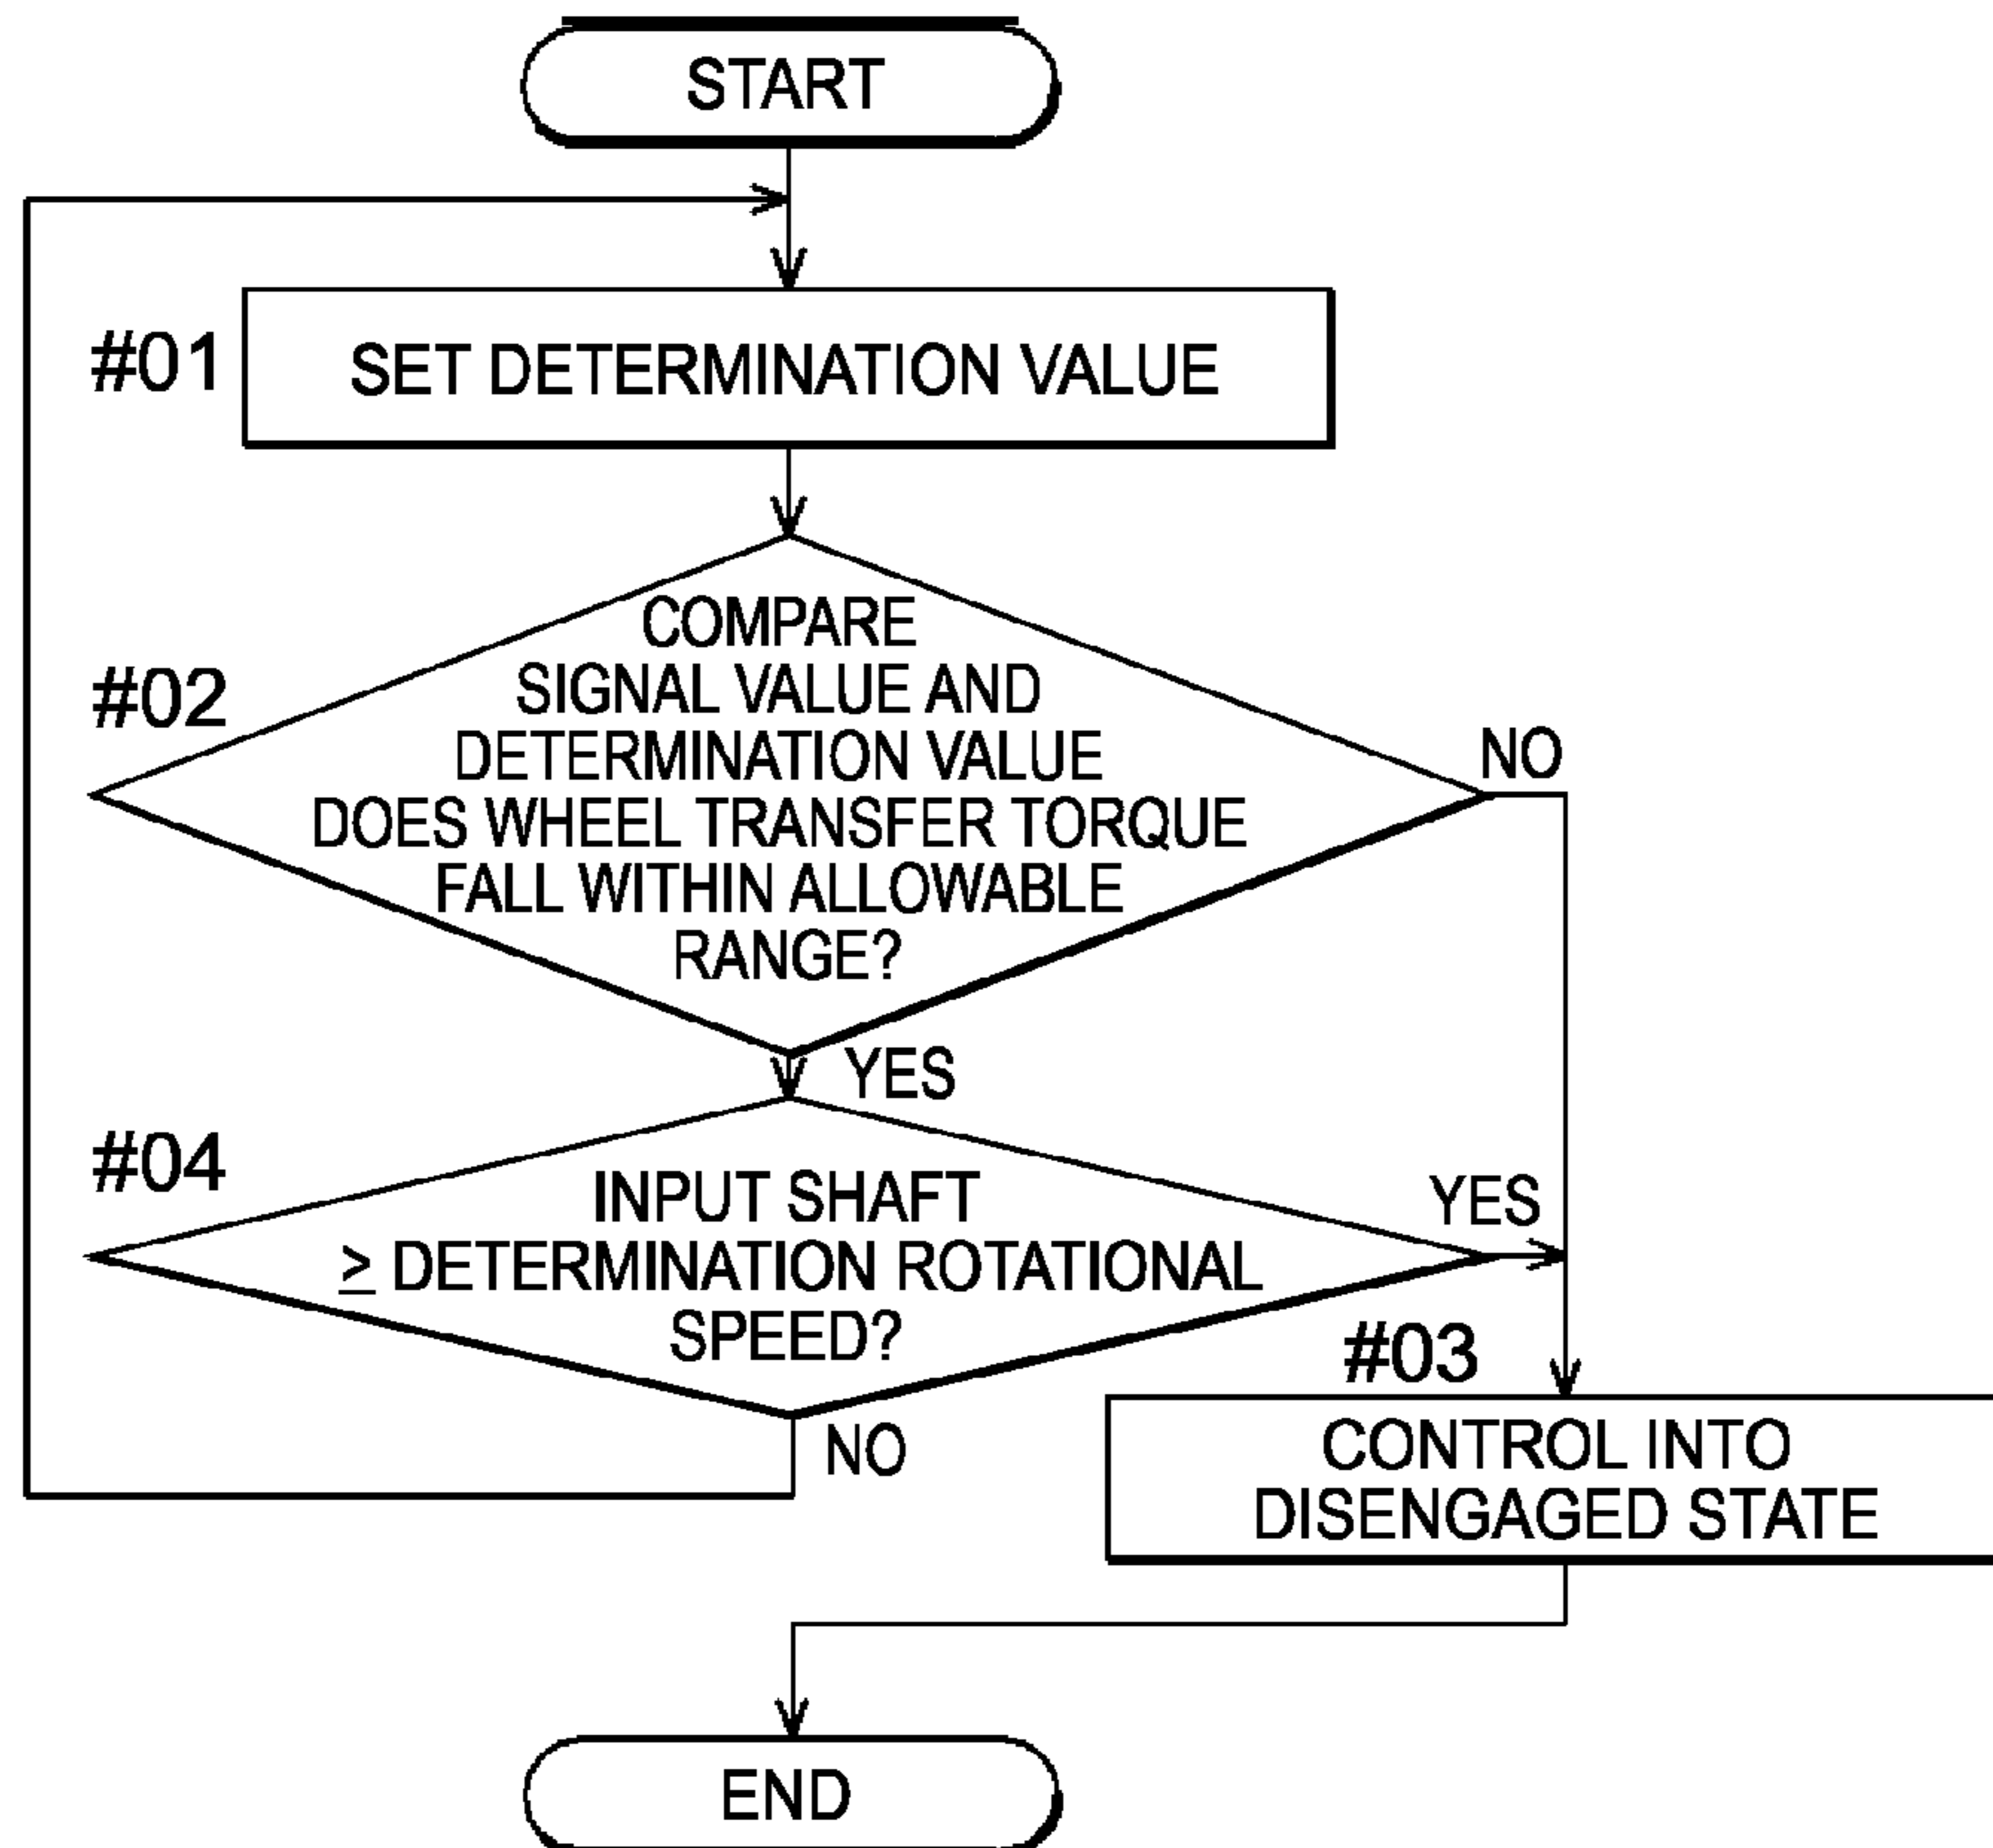 START
#01
SET DETERMINATION VALUE
#02
COMPARE
SIGNAL VALUE AND
DETERMINATION VALUE
DOES WHEEL TRANSFER TORQUE
FALL WITHIN ALLOWABLE
RANGE?
NO
YES
#04
INPUT SHAFT
≥ DETERMINATION ROTATIONAL
SPEED?
YES
NO
#03
CONTROL INTO
DISENGAGED STATE
END